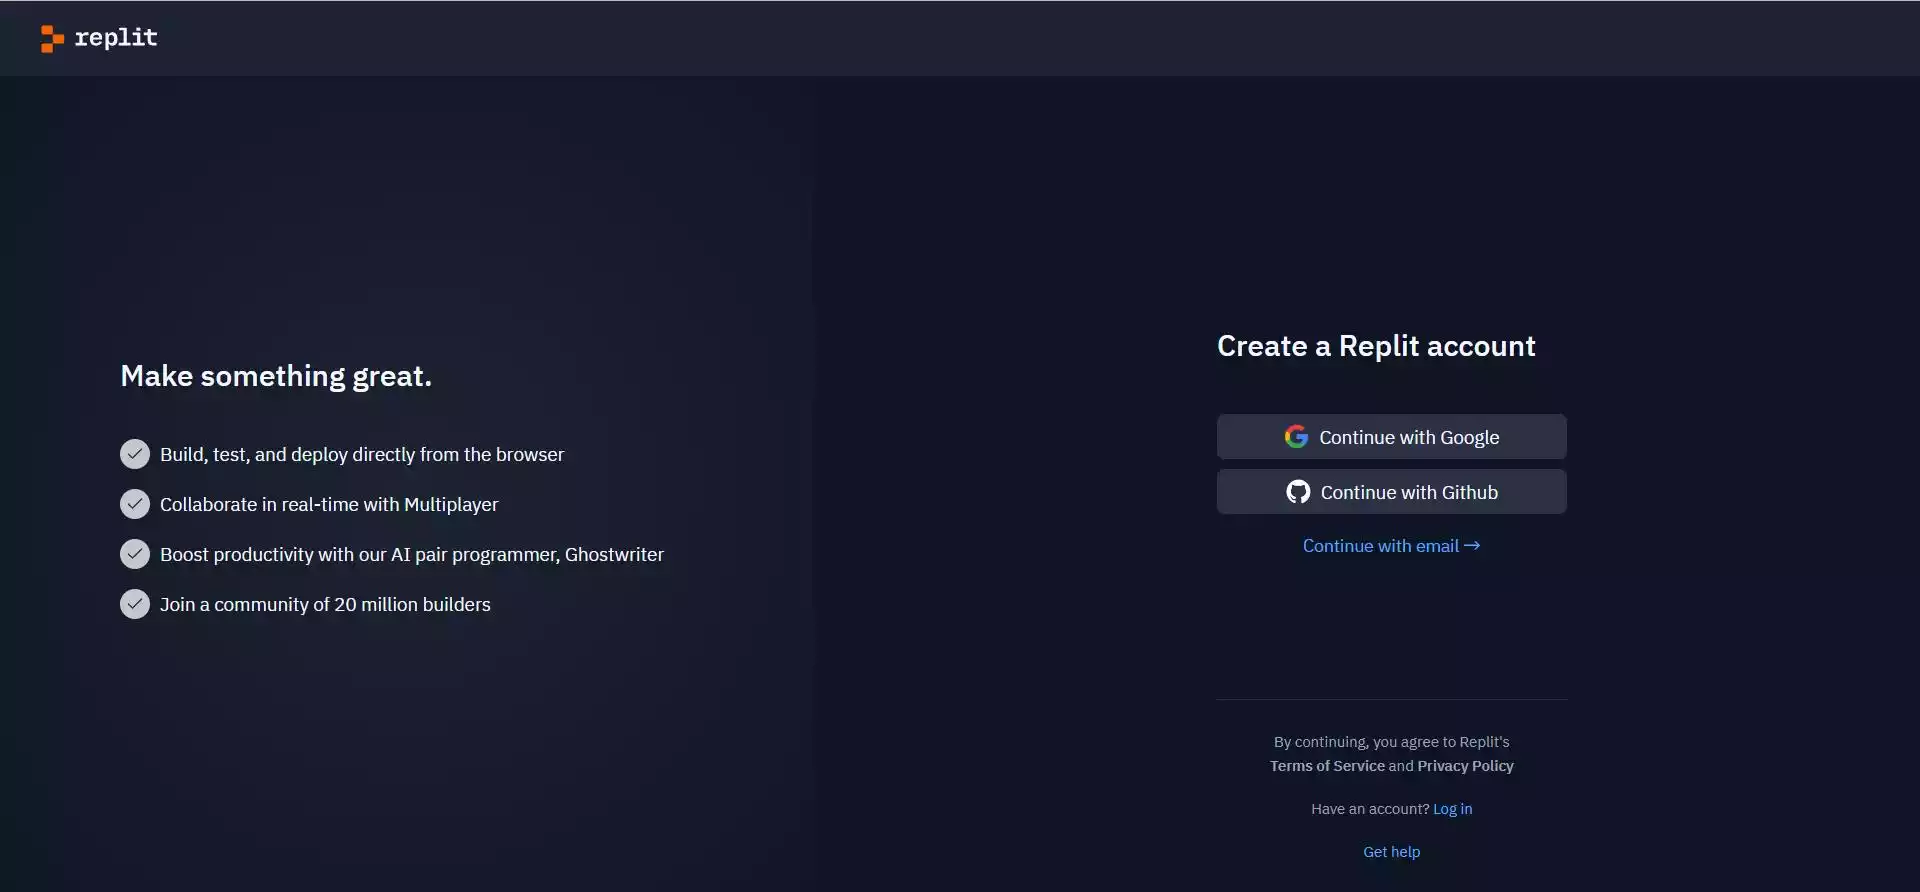 replit
Make something great.
Build, test, and deploy directly from the browser
Collaborate in real-time with Multiplayer
Boost productivity with our AI pair programmer, Ghostwriter
Join a community of 20 million builders
Create a Replit account
Continue with Google
Continue with Github
Continue with email →
By continuing, you agree to Replit's
Terms of Service and Privacy Policy
Have an account? Log in
Get help